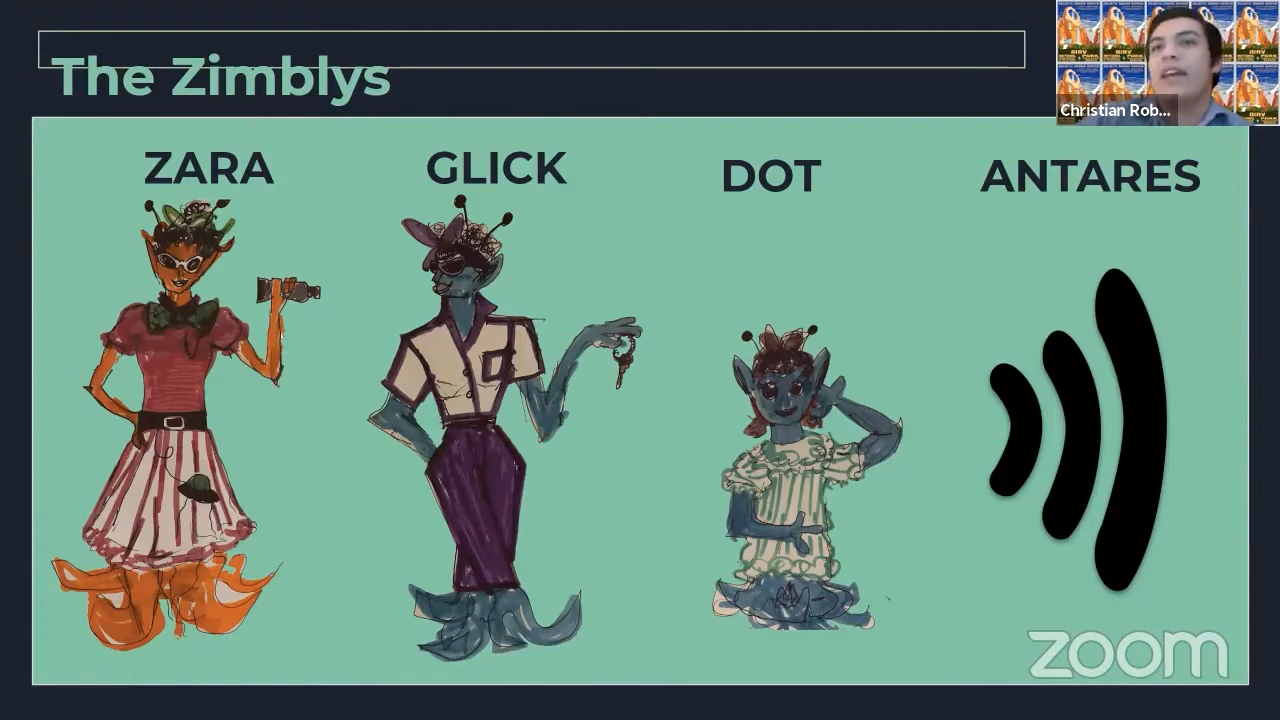 The Zimblys
Christian Rob...
ZARA
GLICK
DOT
ANTARES
zoom